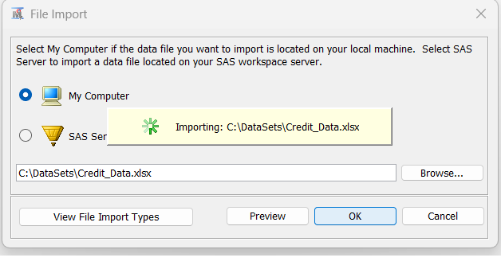 File Import
Select My Computer if the data file you want to import is located on your local machine.  Select SAS
Server to import a data file located on your SAS workspace server.
My Computer
Importing: C:\DataSets\Credit_Data.xlsx
SAS Ser
C:\DataSets\Credit_Data.xlsx
Browse...
View File Import Types
Preview
OK
Cancel